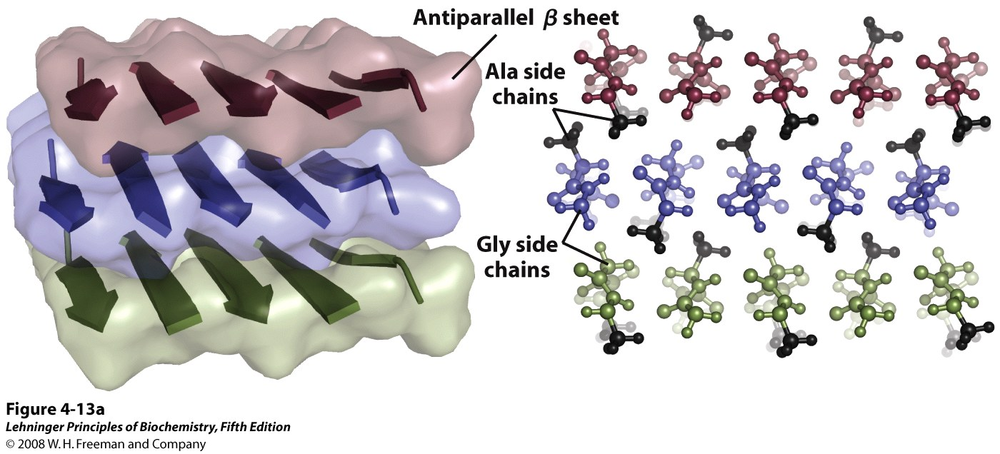 Antiparallel β sheet
Ala side
chains
Gly side
chains
Figure 4-13a
Lehninger Principles of Biochemistry, Fifth Edition
© 2008 W. H. Freeman and Company